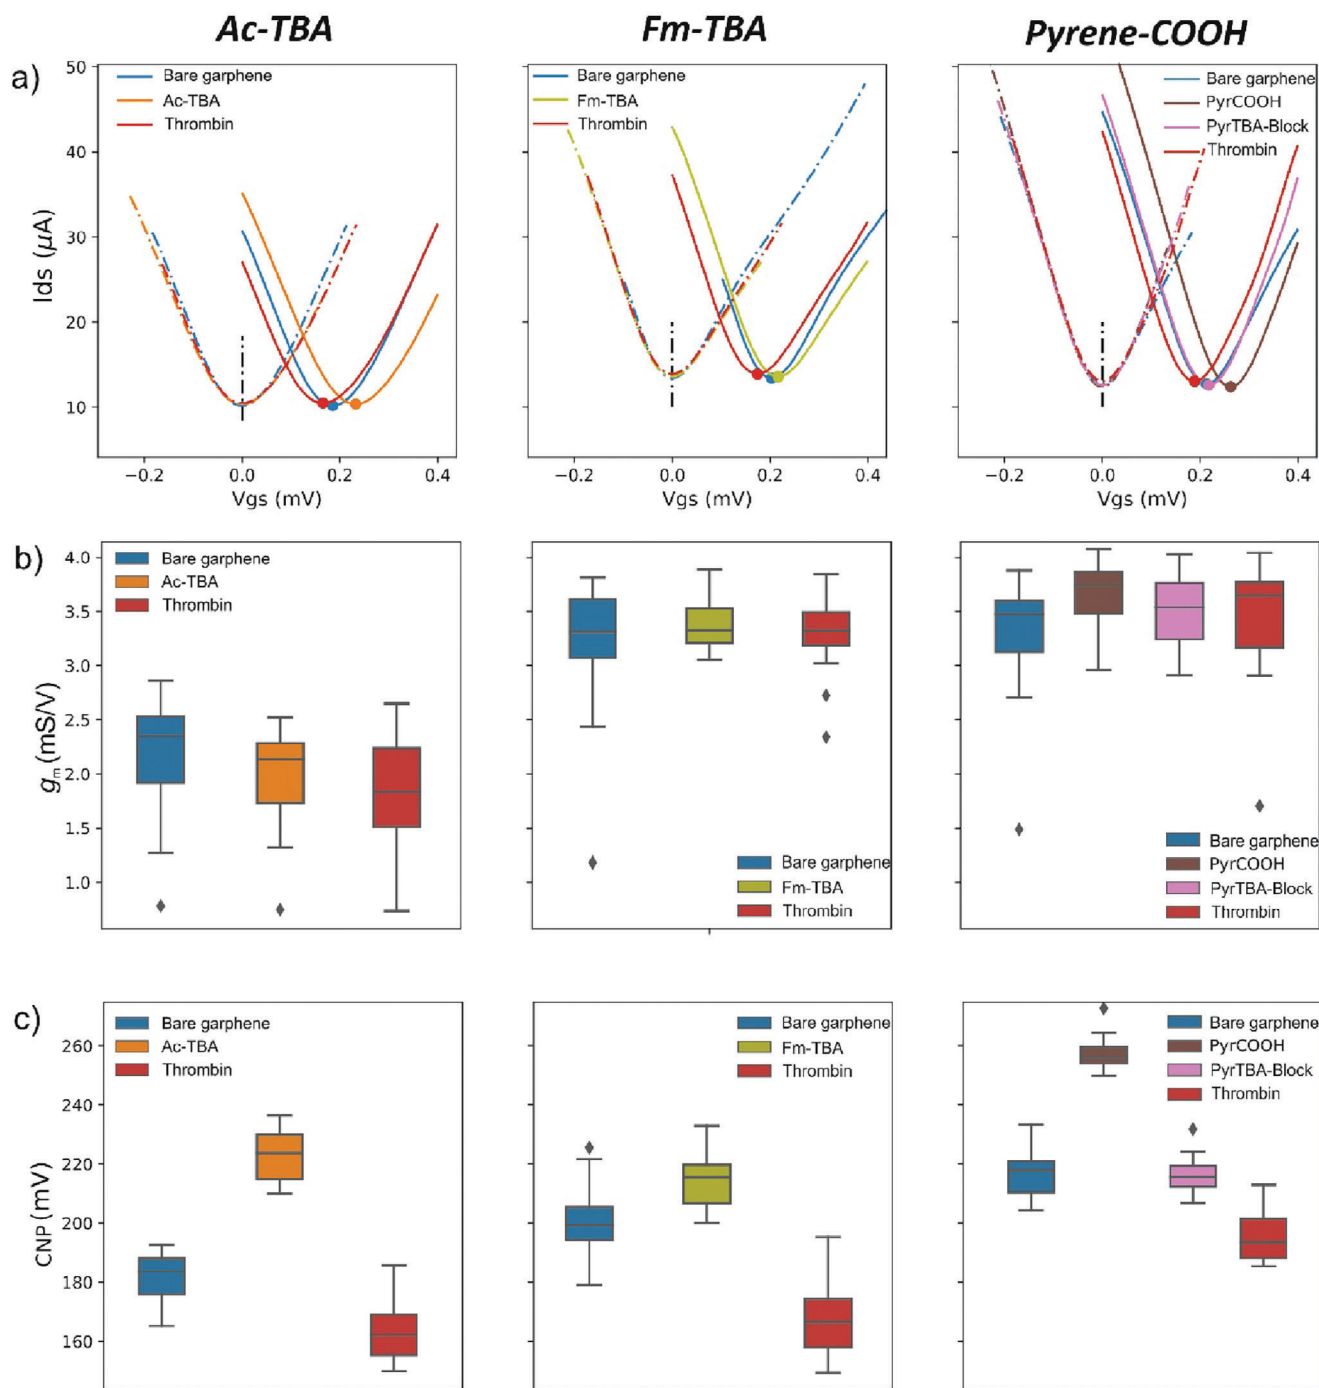 Ac-TBA
Fm-TBA
Pyrene-COOH
a)
Ids (μA)
50
40
30
20
10
Bare garphene
Ac-TBA
Thrombin
−0.2
0.0
0.2
0.4
Vgs (mV)
Bare garphene
Fm-TBA
Thrombin
−0.2
0.0
0.2
0.4
Vgs (mV)
Bare garphene
PyrCOOH
PyrTBA-Block
Thrombin
−0.2
0.0
0.2
0.4
Vgs (mV)
b)
gm (mS/V)
4.0
3.5
3.0
2.5
2.0
1.5
1.0
Bare garphene
Ac-TBA
Thrombin
Bare garphene
Fm-TBA
Thrombin
Bare garphene
PyrCOOH
PyrTBA-Block
Thrombin
c)
CNP (mV)
260
240
220
200
180
160
Bare garphene
Ac-TBA
Thrombin
Bare garphene
Fm-TBA
Thrombin
Bare garphene
PyrCOOH
PyrTBA-Block
Thrombin